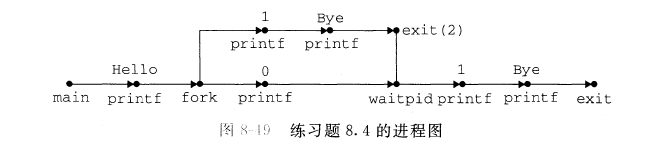 1 Bye
printf printf exit(2)
Hello 0 1 Bye
main printf fork printf waitpid printf printf exit
图 8-49 练习题 8.4 的进程图